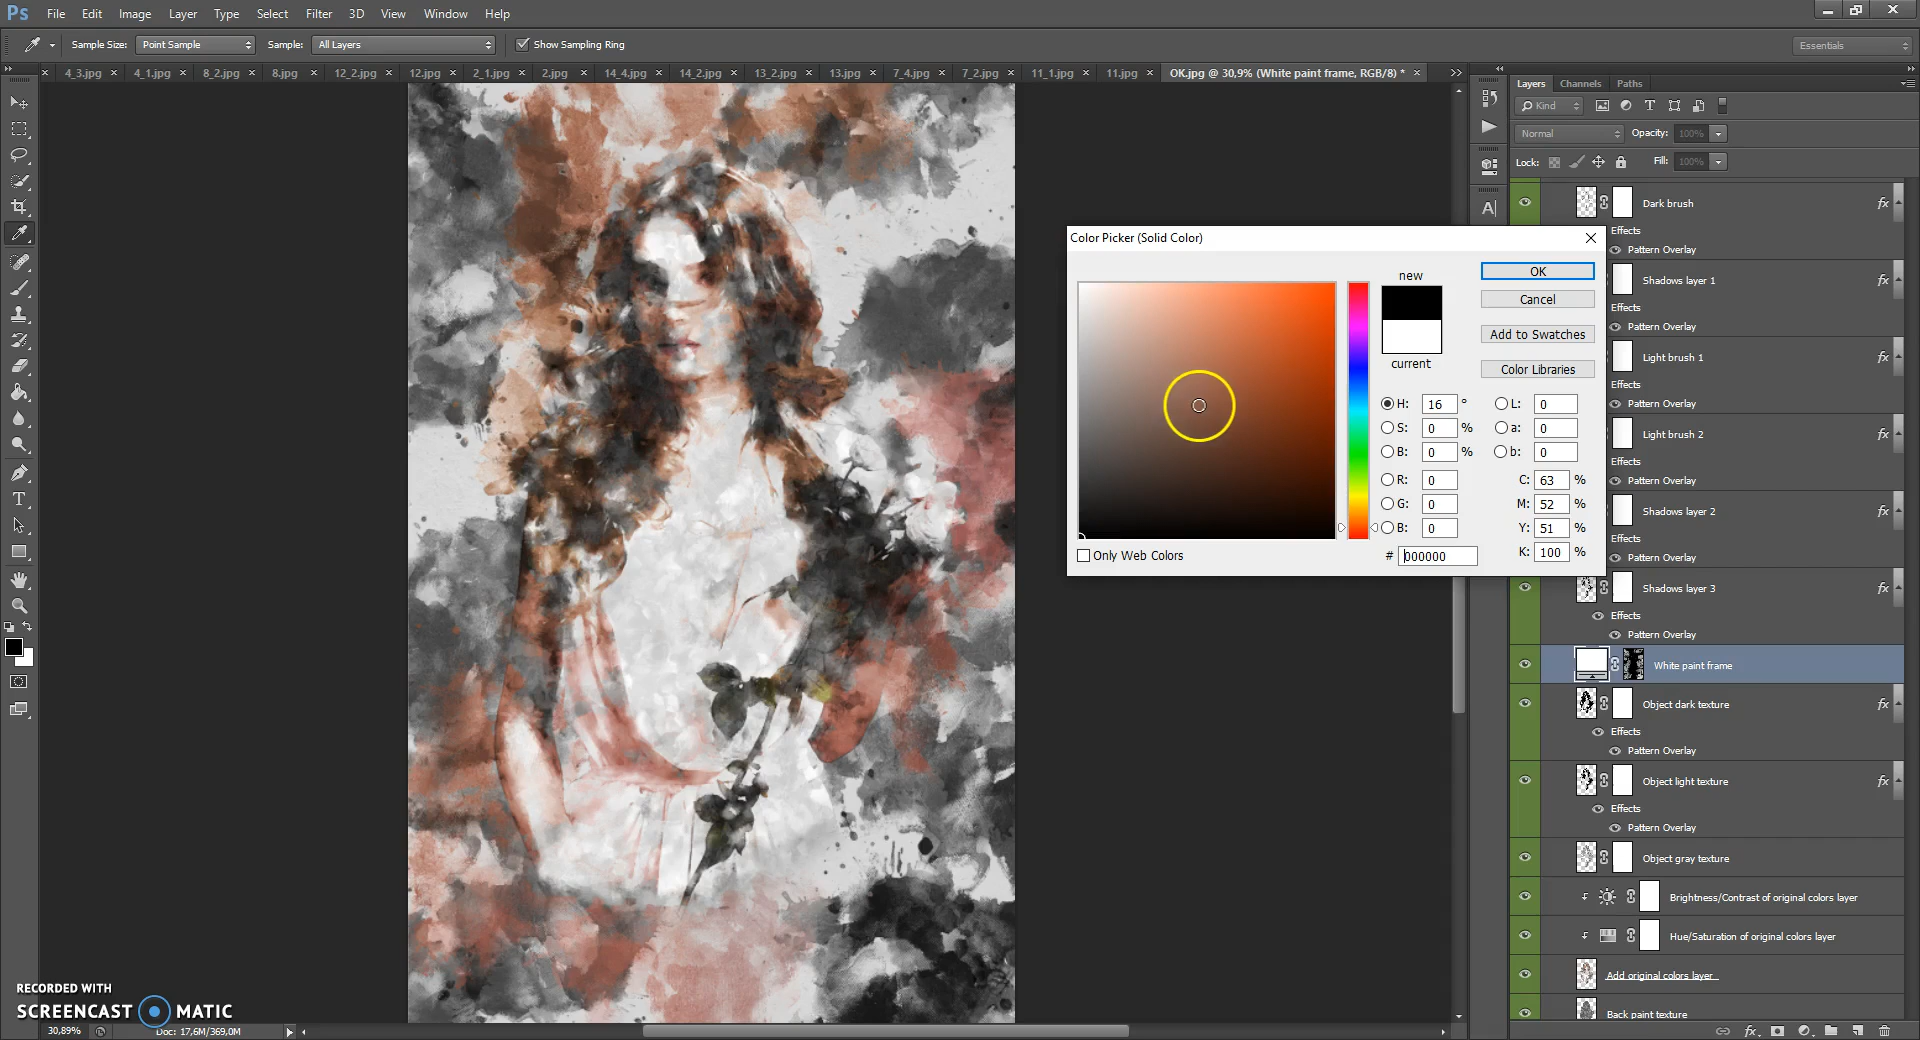 Ps File Edit Image Layer Type Select Filter 3D View Window Help
Sample Size: Point Sample Sample: All Layers Show Sampling Ring Essentials
4_3.jpg 4_1.jpg 8_2.jpg 8.jpg 12_2.jpg 12.jpg 2_1.jpg 2.jpg 14_4.jpg 14_2.jpg 13_2.jpg 13.jpg 7_4.jpg 7_2.jpg 11_1.jpg 11.jpg OK.jpg @ 30,9% (White paint frame, RGB/8) *
Layers Channels Paths
Kind
Normal Opacity: 100%
Lock: Fill: 100%
Dark brush fx
Effects
Pattern Overlay
Shadows layer 1 fx
Effects
Pattern Overlay
Light brush 1 fx
Effects
Pattern Overlay
Light brush 2 fx
Effects
Pattern Overlay
Shadows layer 2 fx
Effects
Pattern Overlay
Shadows layer 3 fx
Effects
Pattern Overlay
White paint frame
Object dark texture fx
Effects
Pattern Overlay
Object light texture fx
Effects
Pattern Overlay
Object gray texture
Brightness/Contrast of original colors layer
Hue/Saturation of original colors layer
Add original colors layer
Back paint texture
Color Picker (Solid Color)
new
current
OK
Cancel
Add to Swatches
Color Libraries
H: 16 ° L: 0
S: 0 % a: 0
B: 0 % b: 0
R: 0 C: 63 %
G: 0 M: 52 %
B: 0 Y: 51 %
# 000000 K: 100 %
Only Web Colors
RECORDED WITH
SCREENCAST MATIC
30,89% Doc: 17,6M/369,0M